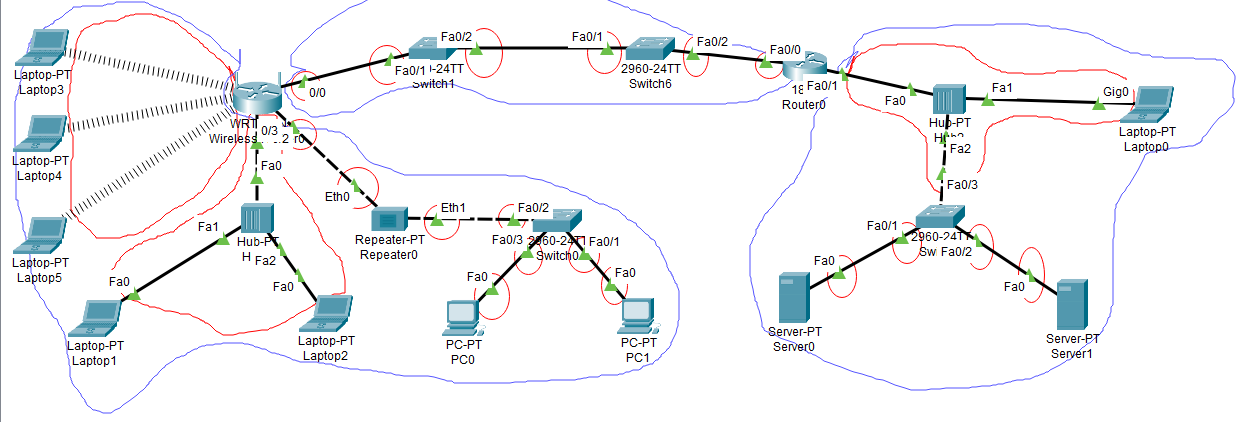 Laptop-PT
Laptop3
Laptop-PT
Laptop4
Laptop-PT
Laptop5
0/0
0/3
Fa0
Fa1
Fa2
Hub-PT
Fa0
Laptop-PT
Laptop1
Fa0
Laptop-PT
Laptop2
Eth0
Repeater-PT
Repeater0
Eth1
Fa0/2
Fa0/3
2960-24TT
Switch0
Fa0/1
Fa0
PC-PT
PC0
Fa0
PC-PT
PC1
Fa0/1
Fa0/2
-24TT
Switch1
Fa0/1
2960-24TT
Switch6
Fa0/2
Fa0/0
18
Fa0/1
Router0
Fa0
Fa1
Hub-PT
Fa2
Gig0
Laptop-PT
Laptop0
Fa0/3
Fa0/1
2960-24TT
Fa0/2
Fa0
Server-PT
Server0
Fa0
Server-PT
Server1